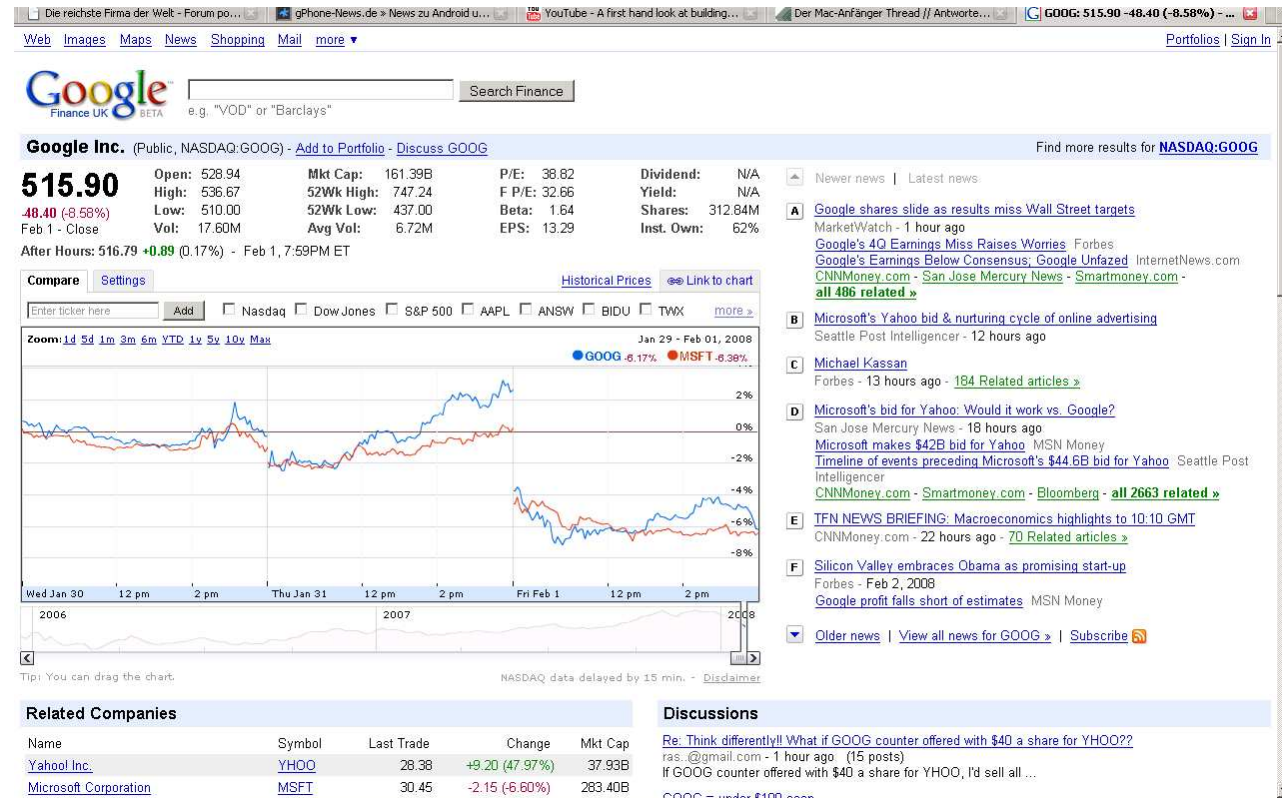 Die reichste Firma der Welt - Forum po... gPhone-News.de » News zu Android u... YouTube - A first hand look at building... Der Mac-Anfänger Thread // Antworte... GOOG: 515.90 -48.40 (-8.58%) - ...
Web Images Maps News Shopping Mail more ▼ Portfolios | Sign In
Google
Finance UK BETA
Search Finance
e.g. "VOD" or "Barclays"
Google Inc. (Public, NASDAQ:GOOG) - Add to Portfolio - Discuss GOOG Find more results for NASDAQ:GOOG
515.90
-48.40 (-8.58%)
Feb 1 - Close
Open: 528.94 Mkt Cap: 161.39B P/E: 38.82 Dividend: N/A
High: 536.67 52Wk High: 747.24 F P/E: 32.66 Yield: N/A
Low: 510.00 52Wk Low: 437.00 Beta: 1.64 Shares: 312.84M
Vol: 17.60M Avg Vol: 6.72M EPS: 13.29 Inst. Own: 62%
After Hours: 516.79 +0.89 (0.17%) - Feb 1, 7:59PM ET
Compare Settings Historical Prices Link to chart
Enter ticker here Add Nasdaq Dow Jones S&P 500 AAPL ANSW BIDU TWX more »
Zoom: 1d 5d 1m 3m 6m YTD 1y 5y 10y Max Jan 29 - Feb 01, 2008
GOOG -6.17% MSFT -6.39%
2%
0%
-2%
-4%
-6%
-8%
Wed Jan 30 12 pm 2 pm Thu Jan 31 12 pm 2 pm Fri Feb 1 12 pm 2 pm
2006 2007 2008
Tip: You can drag the chart. NASDAQ data delayed by 15 min. - Disclaimer
Newer news | Latest news
A Google shares slide as results miss Wall Street targets
MarketWatch - 1 hour ago
Google's 4Q Earnings Miss Raises Worries Forbes
Google's Earnings Below Consensus; Google Unfazed InternetNews.com
CNNMoney.com - San Jose Mercury News - Smartmoney.com -
all 486 related »
B Microsoft's Yahoo bid & nurturing cycle of online advertising
Seattle Post Intelligencer - 12 hours ago
C Michael Kassan
Forbes - 13 hours ago - 184 Related articles »
D Microsoft's bid for Yahoo: Would it work vs. Google?
San Jose Mercury News - 18 hours ago
Microsoft makes $42B bid for Yahoo MSN Money
Timeline of events preceding Microsoft's $44.6B bid for Yahoo Seattle Post
Intelligencer
CNNMoney.com - Smartmoney.com - Bloomberg - all 2663 related »
E TFN NEWS BRIEFING: Macroeconomics highlights to 10:10 GMT
CNNMoney.com - 22 hours ago - 70 Related articles »
F Silicon Valley embraces Obama as promising start-up
Forbes - Feb 2, 2008
Google profit falls short of estimates MSN Money
Older news | View all news for GOOG » | Subscribe
Related Companies
Name Symbol Last Trade Change Mkt Cap
Yahoo! Inc. YHOO 28.38 +9.20 (47.97%) 37.93B
Microsoft Corporation MSFT 30.45 -2.15 (-6.60%) 283.40B
Discussions
Re: Think differently!! What if GOOG counter offered with $40 a share for YHOO??
ras..@gmail.com - 1 hour ago (15 posts)
If GOOG counter offered with $40 a share for YHOO, I'd sell all ...
GOOG = under $100 soon